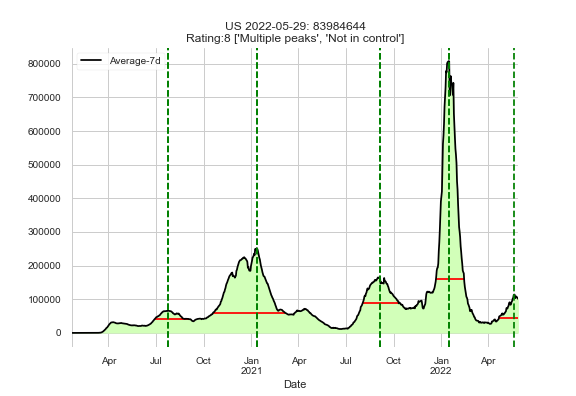 US 2022-05-29: 83984644
Rating:8 ['Multiple peaks', 'Not in control']
Average-7d
800000
700000
600000
500000
400000
300000
200000
100000
0
Apr Jul Oct Jan Apr Jul Oct Jan Apr
2021 2022
Date